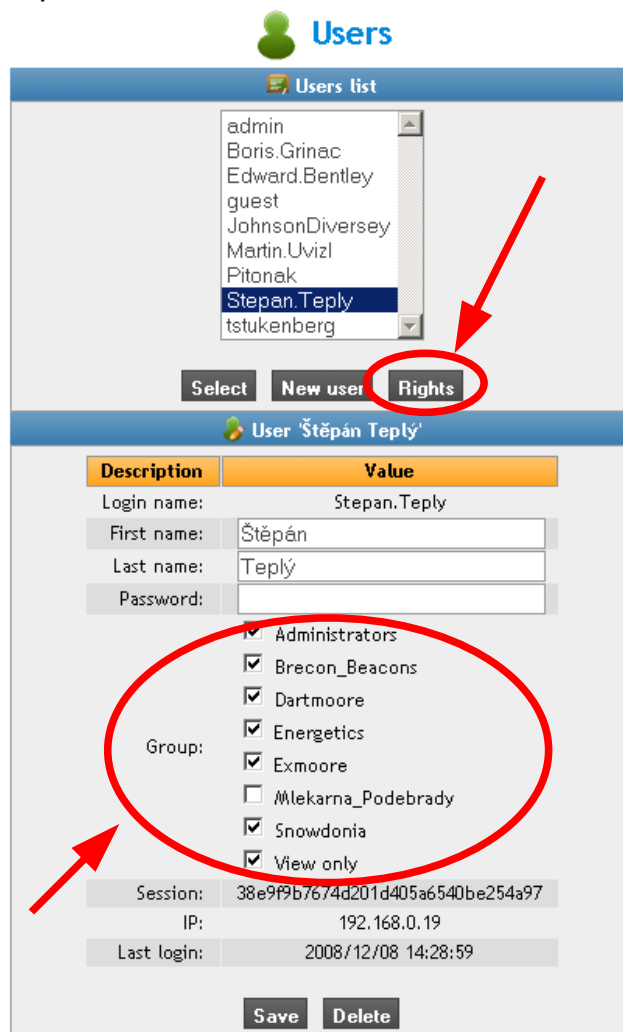 Users
Users list
admin
Boris.Grinac
Edward.Bentley
guest
JohnsonDiversey
Martin.Uvizl
Pitonak
Stepan.Teply
tstukenberg
Select New user Rights
User 'Štěpán Teplý'
Description Value
Login name: Stepan.Teply
First name: Štěpán
Last name: Teplý
Password:
Administrators
Brecon_Beacons
Dartmoore
Energetics
Group:
Exmoore
Mlekarna_Podebrady
Snowdonia
View only
Session: 38e9f9b7674d201d405a6540be254a97
IP: 192.168.0.19
Last login: 2008/12/08 14:28:59
Save Delete